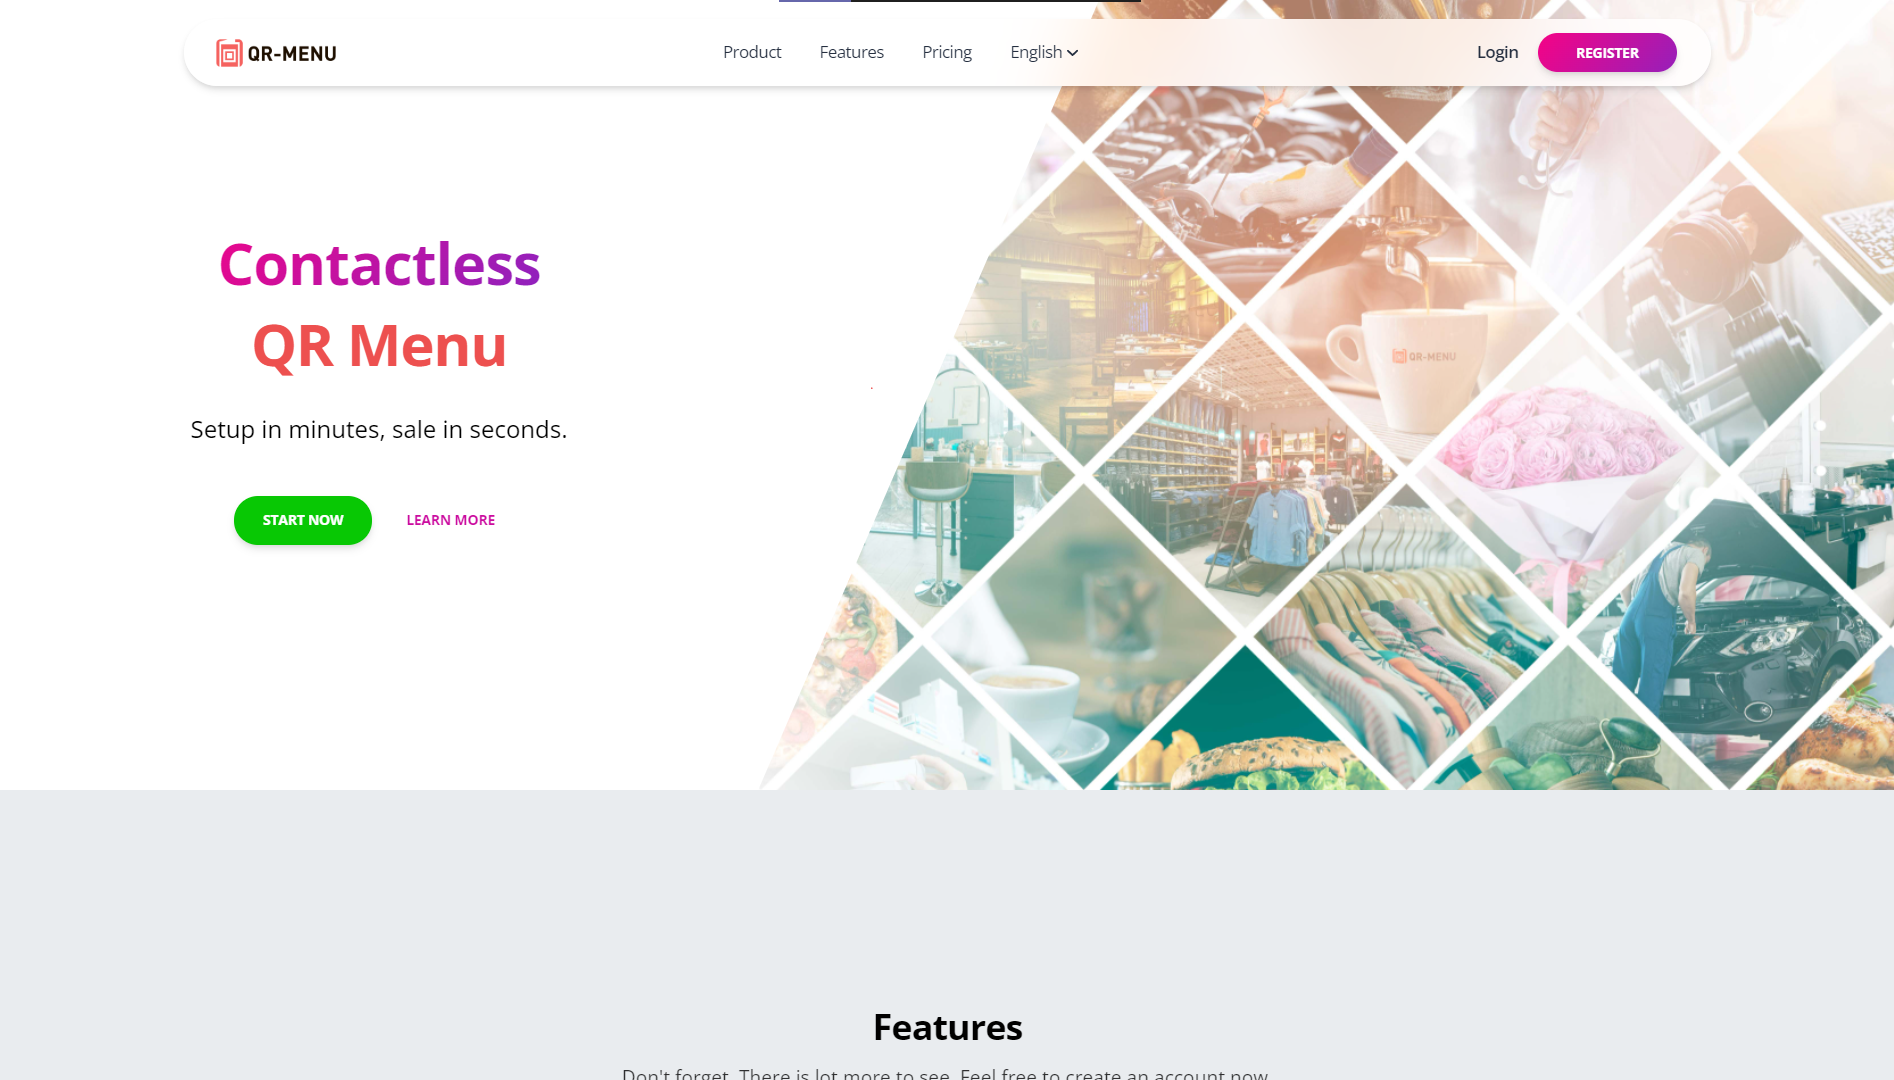 QR-MENU
Product
Features
Pricing
English
Login
REGISTER
Contactless
QR Menu
QR-MENU
Setup in minutes, sale in seconds.
START NOW
LEARN MORE
Features
Don't forget. There is lot more to see. Feel free to create an account now.